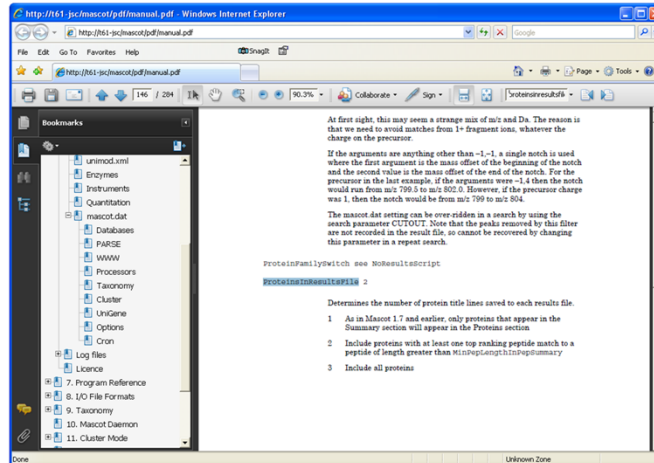 http://t61-jsc/mascot/pdf/manual.pdf - Windows Internet Explorer
http://t61-jsc/mascot/pdf/manual.pdf
Google
File Edit Go To Favorites Help
SnagIt
http://t61-jsc/mascot/pdf/manual.pdf
Page Tools
146 / 284
90.3%
Collaborate
Sign
Bookmarks
unimod.xml
Enzymes
Instruments
Quantitation
mascot.dat
Databases
PARSE
WWW
Processors
Taxonomy
Cluster
UniGene
Options
Cron
Log files
Licence
7. Program Reference
8. I/O File Formats
9. Taxonomy
10. Mascot Daemon
11. Cluster Mode
At first sight, this may seem a strange mix of m/z and Da. The reason is
that we need to avoid matches from 1+ fragment ions, whatever the
charge on the precursor.
If the arguments are anything other than –1,–1, a single notch is used
where the first argument is the mass offset of the beginning of the notch
and the second value is the mass offset of the end of the notch. For the
precursor in the last example, if the arguments were –1,4 then the notch
would run from m/z 799.5 to m/z 802.0. However, if the precursor charge
was 1, then the notch would be from m/z 799 to m/z 804.
The mascot.dat setting can be over-ridden in a search by using the
search parameter CUTOUT. Note that the peaks removed by this filter
are not recorded in the result file, so cannot be recovered by changing
this parameter in a repeat search.
ProteinFamilySwitch see NoResultsScript
ProteinsInResultsFile 2
Determines the number of protein title lines saved to each results file.
1 As in Mascot 1.7 and earlier, only proteins that appear in the
Summary section will appear in the Proteins section
2 Include proteins with at least one top ranking peptide match to a
peptide of length greater than MinPepLengthInPepSummary
3 Include all proteins
Done
Unknown Zone